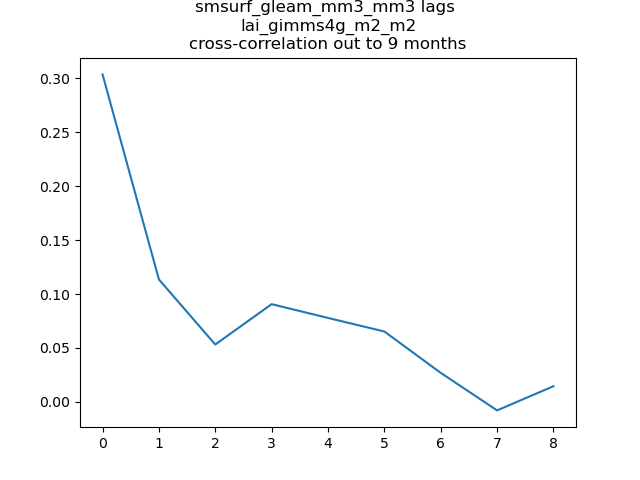 smsurf_gleam_mm3_mm3 lags
lai_gimms4g_m2_m2
cross-correlation out to 9 months
0.30
0.25
0.20
0.15
0.10
0.05
0.00
0 1 2 3 4 5 6 7 8